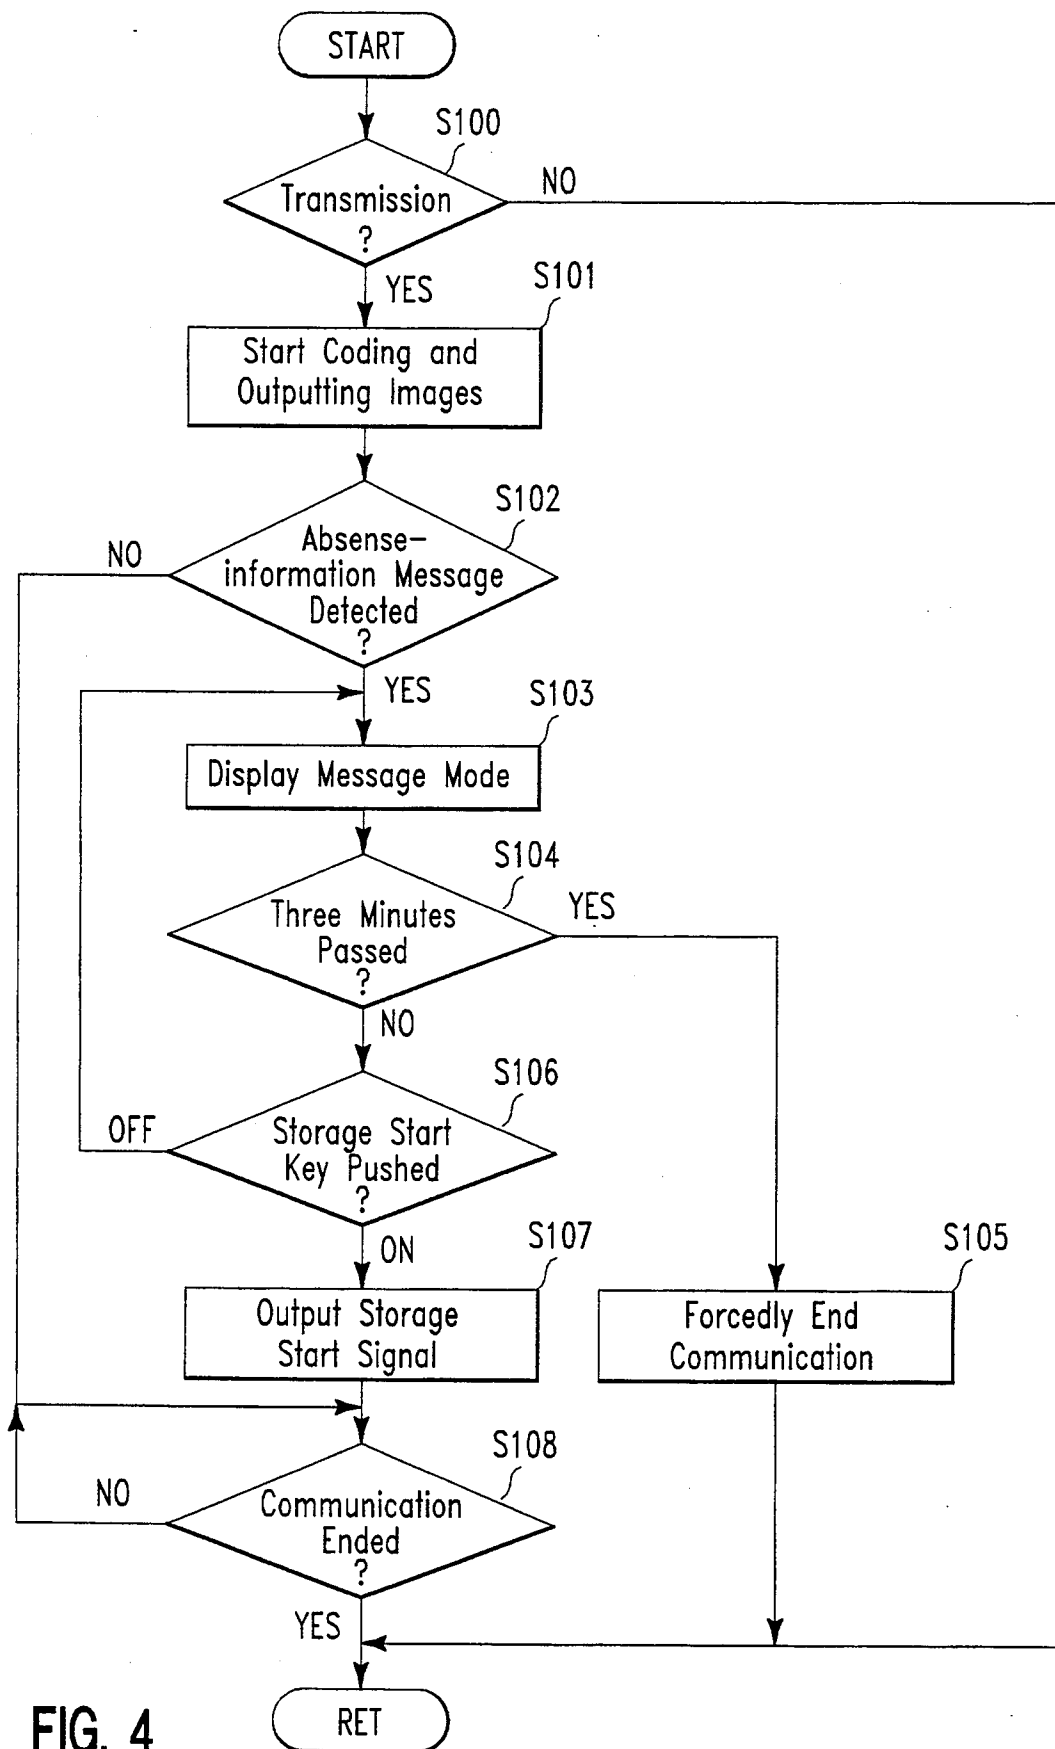 START
S100
Transmission
?
NO
YES
S101
Start Coding and
Outputting Images
S102
Absense-
information Message
Detected
?
NO
YES
S103
Display Message Mode
S104
Three Minutes
Passed
?
YES
NO
S106
Storage Start
Key Pushed
?
OFF
ON
S107
Output Storage
Start Signal
S105
Forcedly End
Communication
S108
Communication
Ended
?
NO
YES
RET
FIG. 4